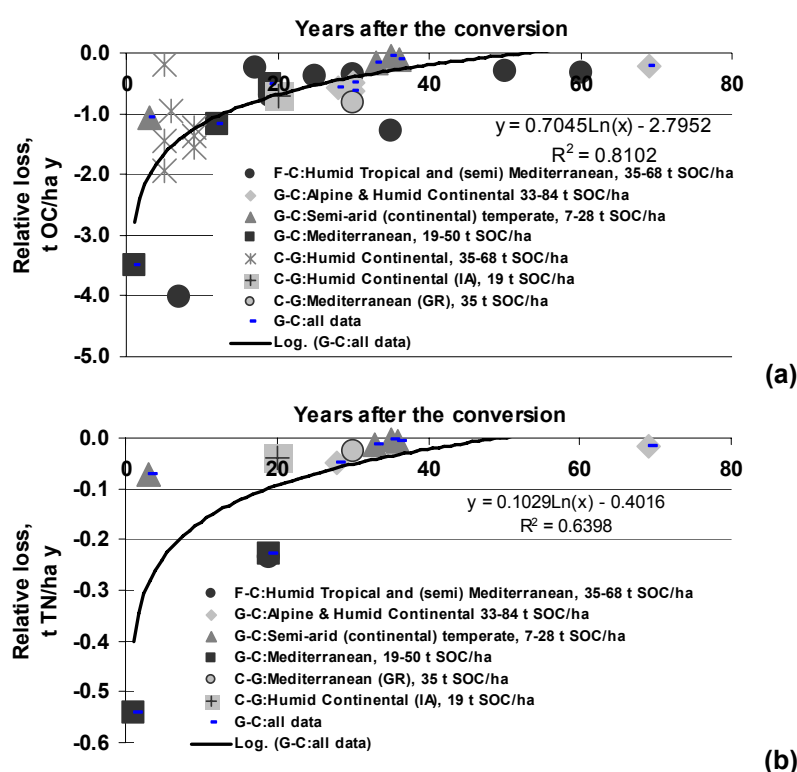 Years after the conversion
0.0
0 20 40 60 80
-1.0
-2.0
-3.0
-4.0
-5.0
Relative loss,
t OC/ha y
y = 0.7045Ln(x) - 2.7952
R² = 0.8102
F-C:Humid Tropical and (semi) Mediterranean, 35-68 t SOC/ha
G-C:Alpine & Humid Continental 33-84 t SOC/ha
G-C:Semi-arid (continental) temperate, 7-28 t SOC/ha
G-C:Mediterranean, 19-50 t SOC/ha
C-G:Humid Continental, 35-68 t SOC/ha
C-G:Humid Continental (IA), 19 t SOC/ha
C-G:Mediterranean (GR), 35 t SOC/ha
G-C:all data
Log. (G-C:all data)
(a)
Years after the conversion
0.0
0 20 40 60 80
-0.1
-0.2
-0.3
-0.4
-0.5
-0.6
Relative loss,
t TN/ha y
y = 0.1029Ln(x) - 0.4016
R² = 0.6398
F-C:Humid Tropical and (semi) Mediterranean, 35-68 t SOC/ha
G-C:Alpine & Humid Continental 33-84 t SOC/ha
G-C:Semi-arid (continental) temperate, 7-28 t SOC/ha
G-C:Mediterranean, 19-50 t SOC/ha
C-G:Mediterranean (GR), 35 t SOC/ha
C-G:Humid Continental (IA), 19 t SOC/ha
G-C:all data
Log. (G-C:all data)
(b)